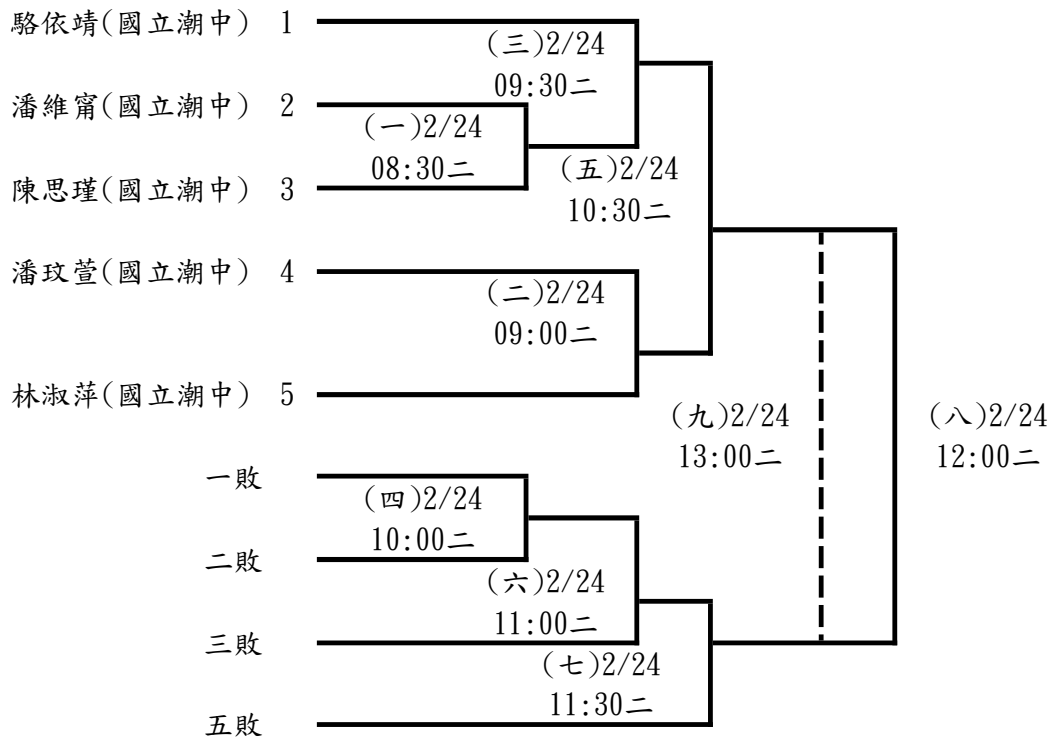 駱依靖(國立潮中) 1
(三)2/24
09:30二
潘維甯(國立潮中) 2
(一)2/24
08:30二
陳思瑾(國立潮中) 3
(五)2/24
10:30二
潘玟萱(國立潮中) 4
(二)2/24
09:00二
林淑萍(國立潮中) 5
(九)2/24
13:00二
(八)2/24
12:00二
一敗
(四)2/24
10:00二
二敗
(六)2/24
11:00二
三敗
(七)2/24
11:30二
五敗